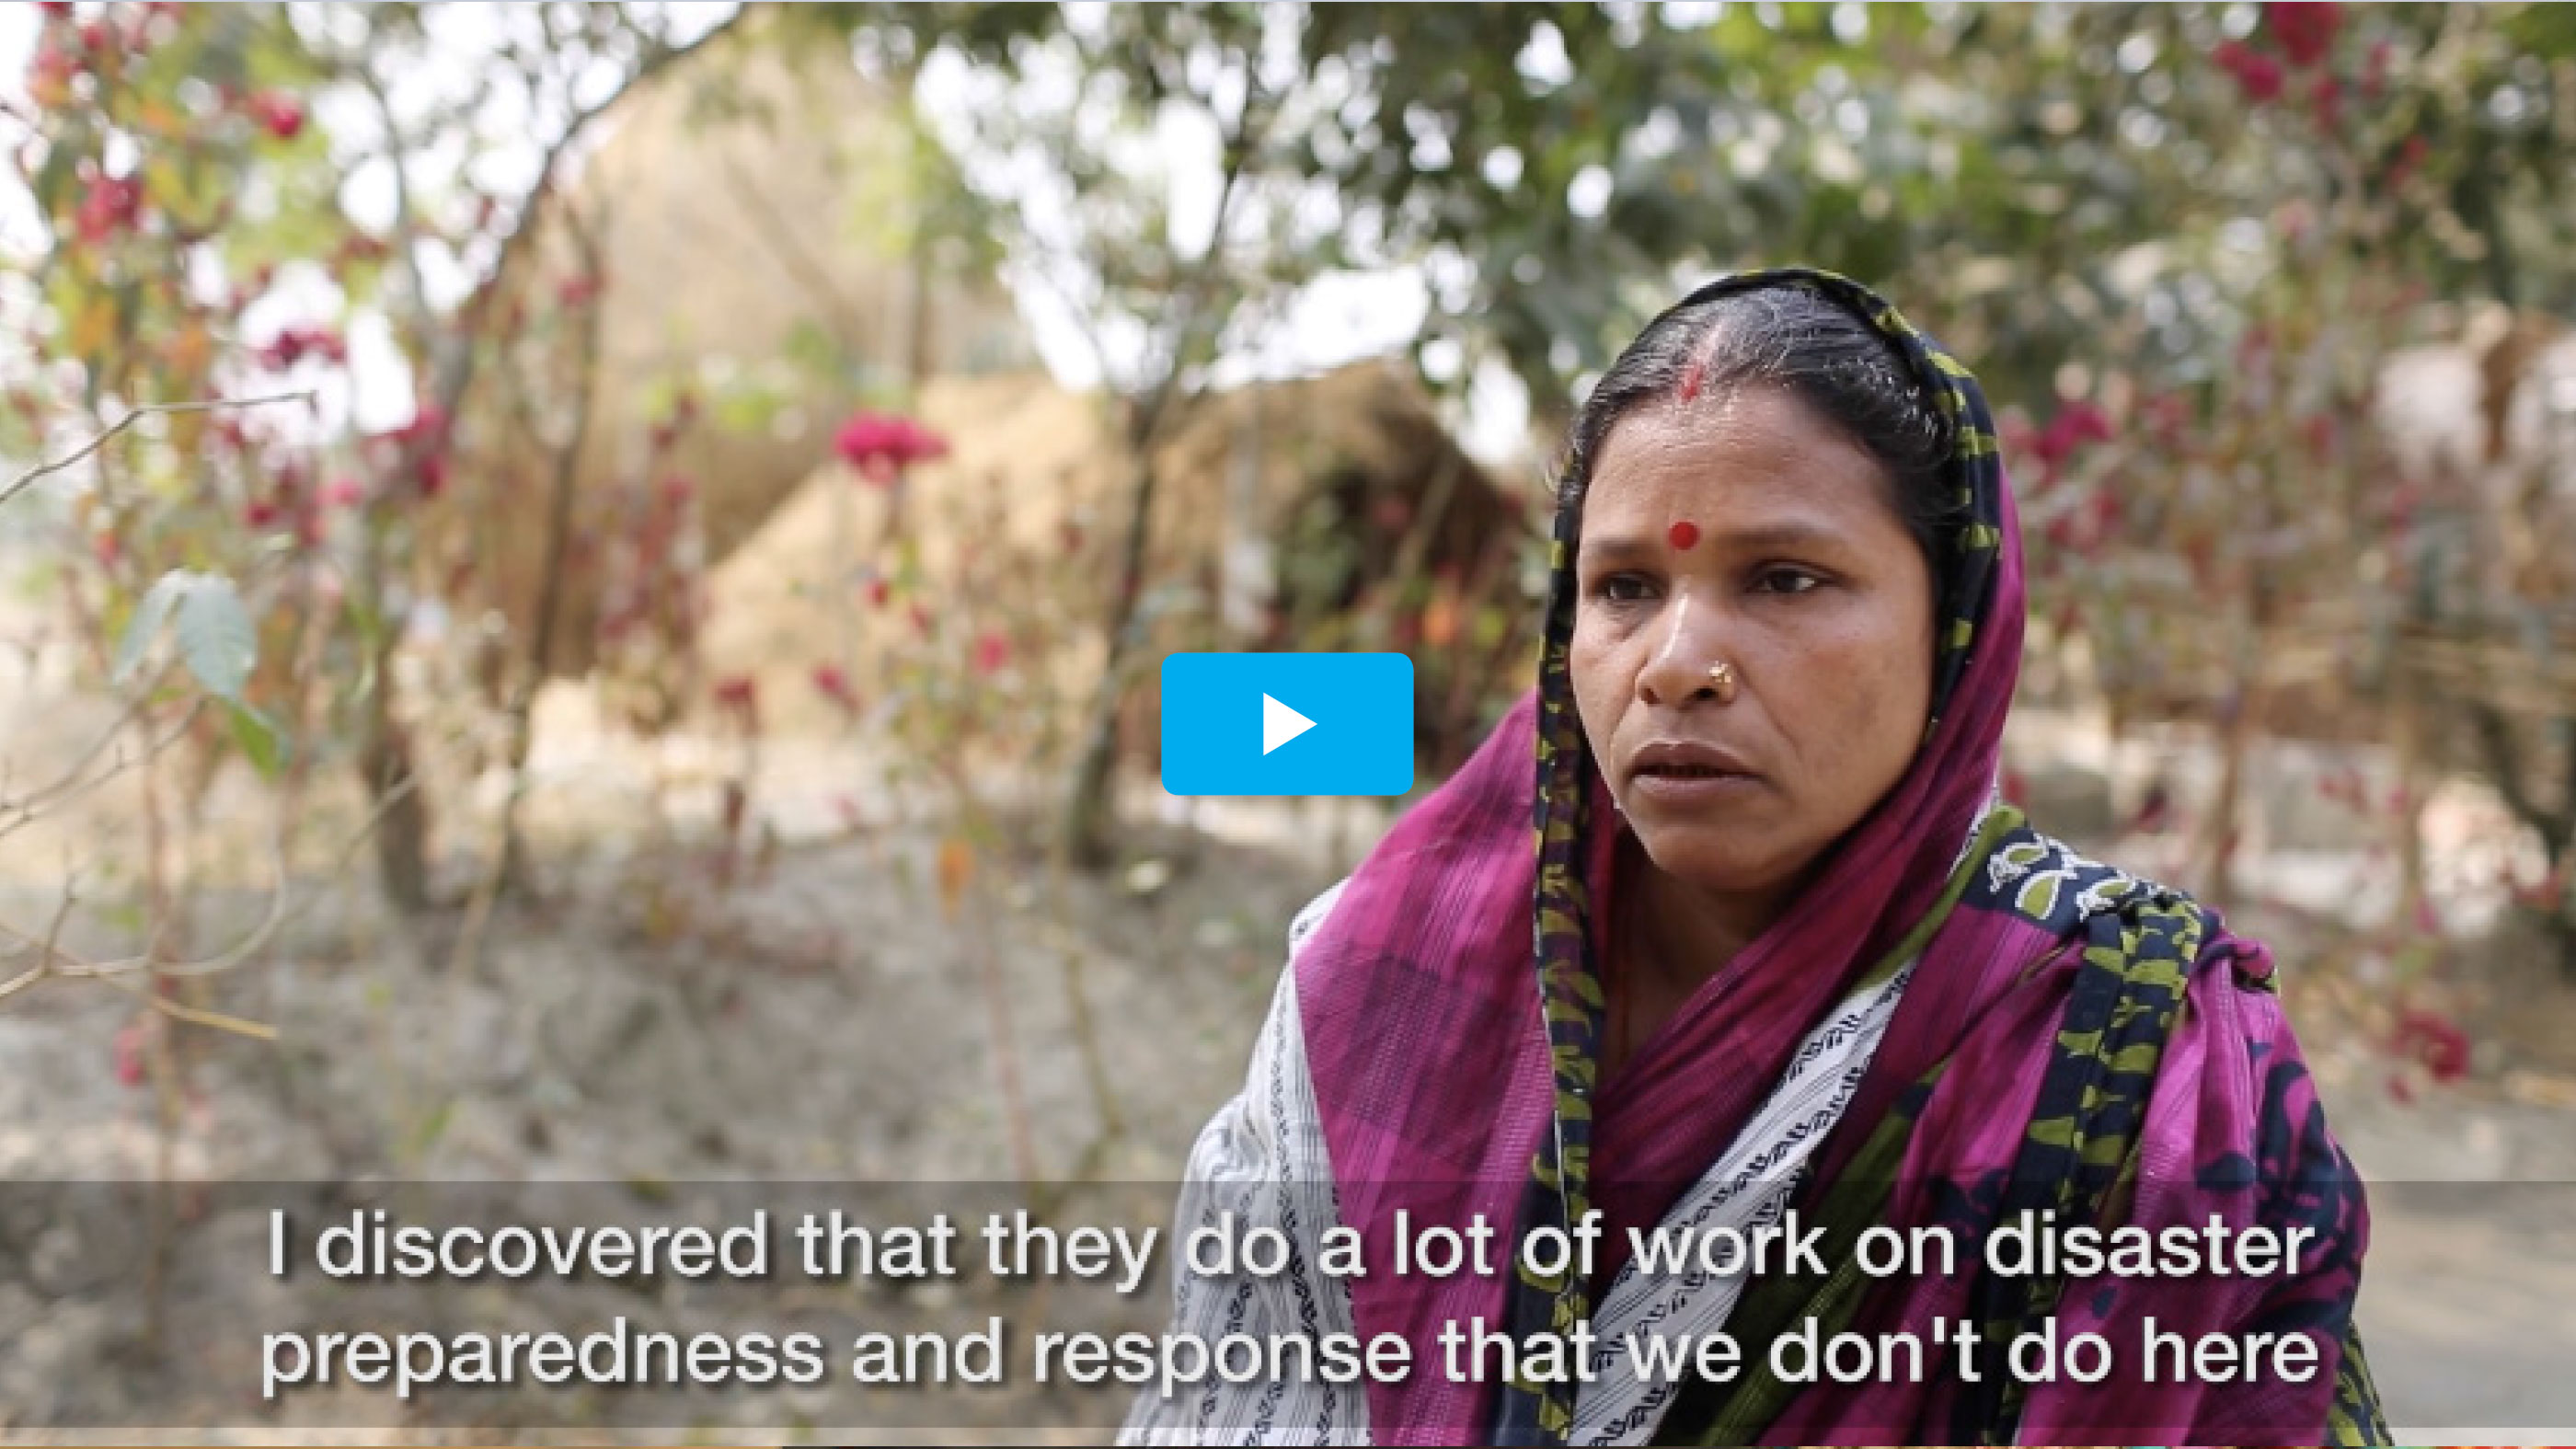 I discovered that they do a lot of work on disaster
preparedness and response that we don't do here